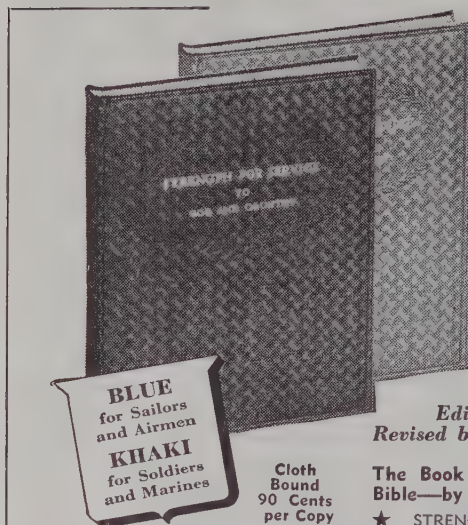 STRENGTH FOR SERVICE
TO
GOD AND COUNTRY
BLUE
for Sailors
and Airmen
KHAKI
for Soldiers
and Marines
Cloth
Bound
90 Cents
per Copy
Edi
Revised b
The Book
Bible—by
★ STREN